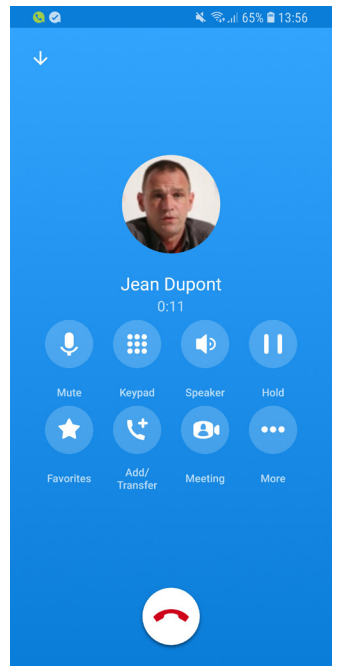 65% 13:56
Jean Dupont
0:11
Mute Keypad Speaker Hold
Favorites Add/ Meeting More
Transfer